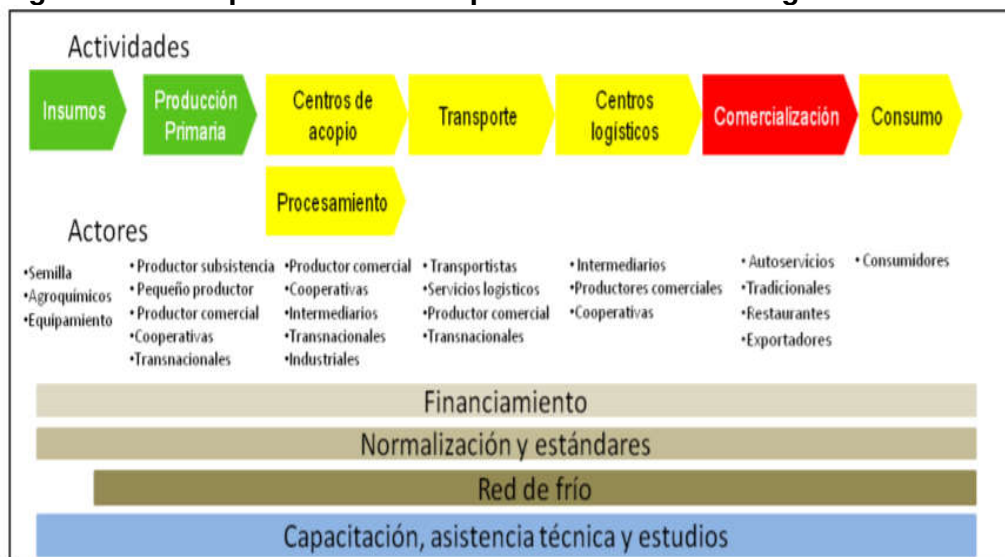 Actividades
Insumos
Producción
Primaria
Centros de
acopio
Transporte
Centros
logísticos
Comercialización
Consumo
Procesamiento
Actores
•Semilla
•Agroquímicos
•Equipamiento
•Productor subsistencia
•Pequeño productor
•Productor comercial
•Cooperativas
•Transnacionales
•Productor comercial
•Cooperativas
•Intermediarios
•Transnacionales
•Industriales
•Transportistas
•Servicios logísticos
•Productor comercial
•Transnacionales
•Intermediarios
•Productores comerciales
•Cooperativas
•Autoservicios
•Tradicionales
•Restaurantes
•Exportadores
•Consumidores
Financiamiento
Normalización y estándares
Red de frío
Capacitación, asistencia técnica y estudios